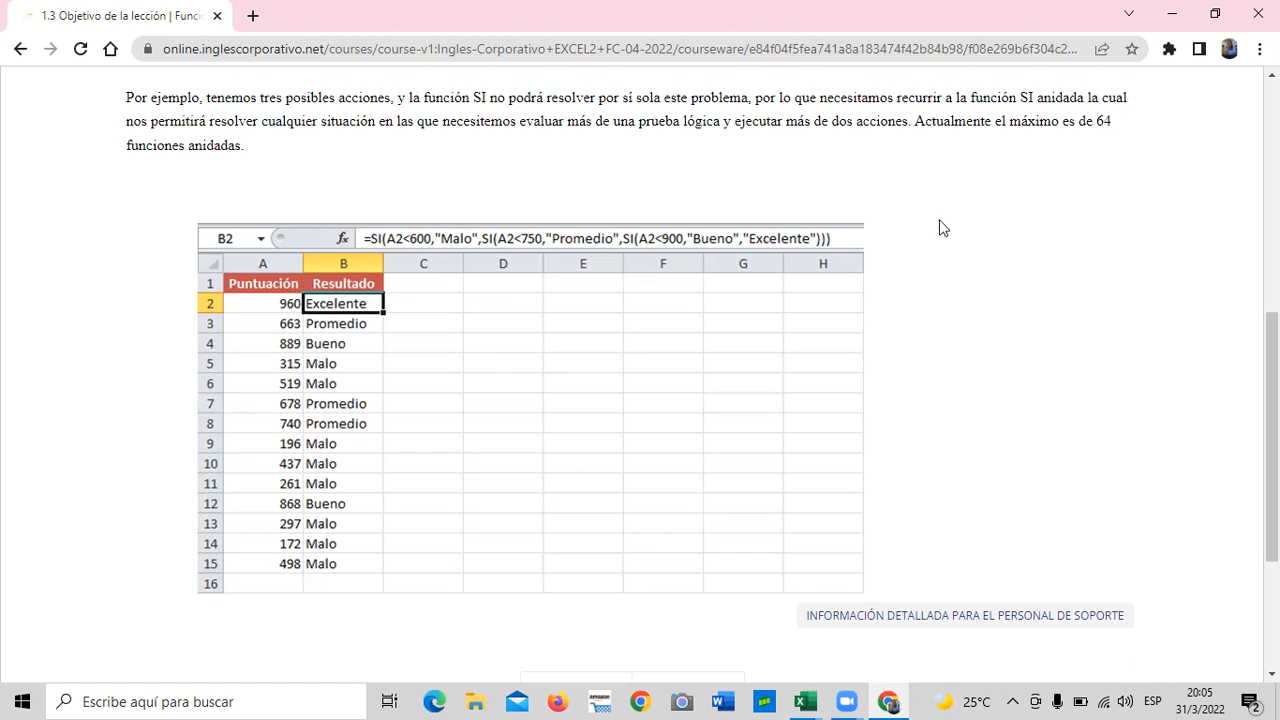 1.3 Objetivo de la lección | Funci
online.inglescorporativo.net/courses/course-v1:Ingles-Corporativo+EXCEL2+FC-04-2022/courseware/e84f04f5fea741a8a183474f42b84b98/f08e269b6f304c2...
Por ejemplo, tenemos tres posibles acciones, y la función SI no podrá resolver por sí sola este problema, por lo que necesitamos recurrir a la función SI anidada la cual
nos permitirá resolver cualquier situación en las que necesitemos evaluar más de una prueba lógica y ejecutar más de dos acciones. Actualmente el máximo es de 64
funciones anidadas.
B2 fx =SI(A2<600,"Malo",SI(A2<750,"Promedio",SI(A2<900,"Bueno","Excelente")))
A B C D E F G H
1 Puntuación Resultado
2 960 Excelente
3 663 Promedio
4 889 Bueno
5 315 Malo
6 519 Malo
7 678 Promedio
8 740 Promedio
9 196 Malo
10 437 Malo
11 261 Malo
12 868 Bueno
13 297 Malo
14 172 Malo
15 498 Malo
16
INFORMACIÓN DETALLADA PARA EL PERSONAL DE SOPORTE
Escribe aquí para buscar
25°C
ESP
20:05
31/3/2022
2